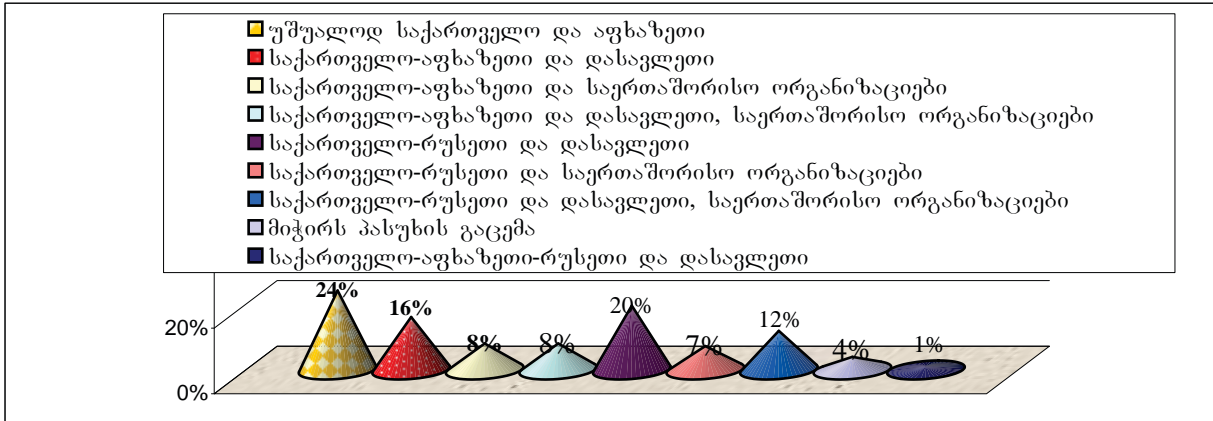 უშუალოდ საქართველო და აფხაზეთი
საქართველო-აფხაზეთი და დასავლეთი
საქართველო-აფხაზეთი და საერთაშორისო ორგანიზაციები
საქართველო-აფხაზეთი და დასავლეთი, საერთაშორისო ორგანიზაციები
საქართველო-რუსეთი და დასავლეთი
საქართველო-რუსეთი და საერთაშორისო ორგანიზაციები
საქართველო-რუსეთი და დასავლეთი, საერთაშორისო ორგანიზაციები
მიჭირს პასუხის გაცემა
საქართველო-აფხაზეთი-რუსეთი და დასავლეთი
24% 16% 8% 8% 20% 7% 12% 4% 1%
20%
0%